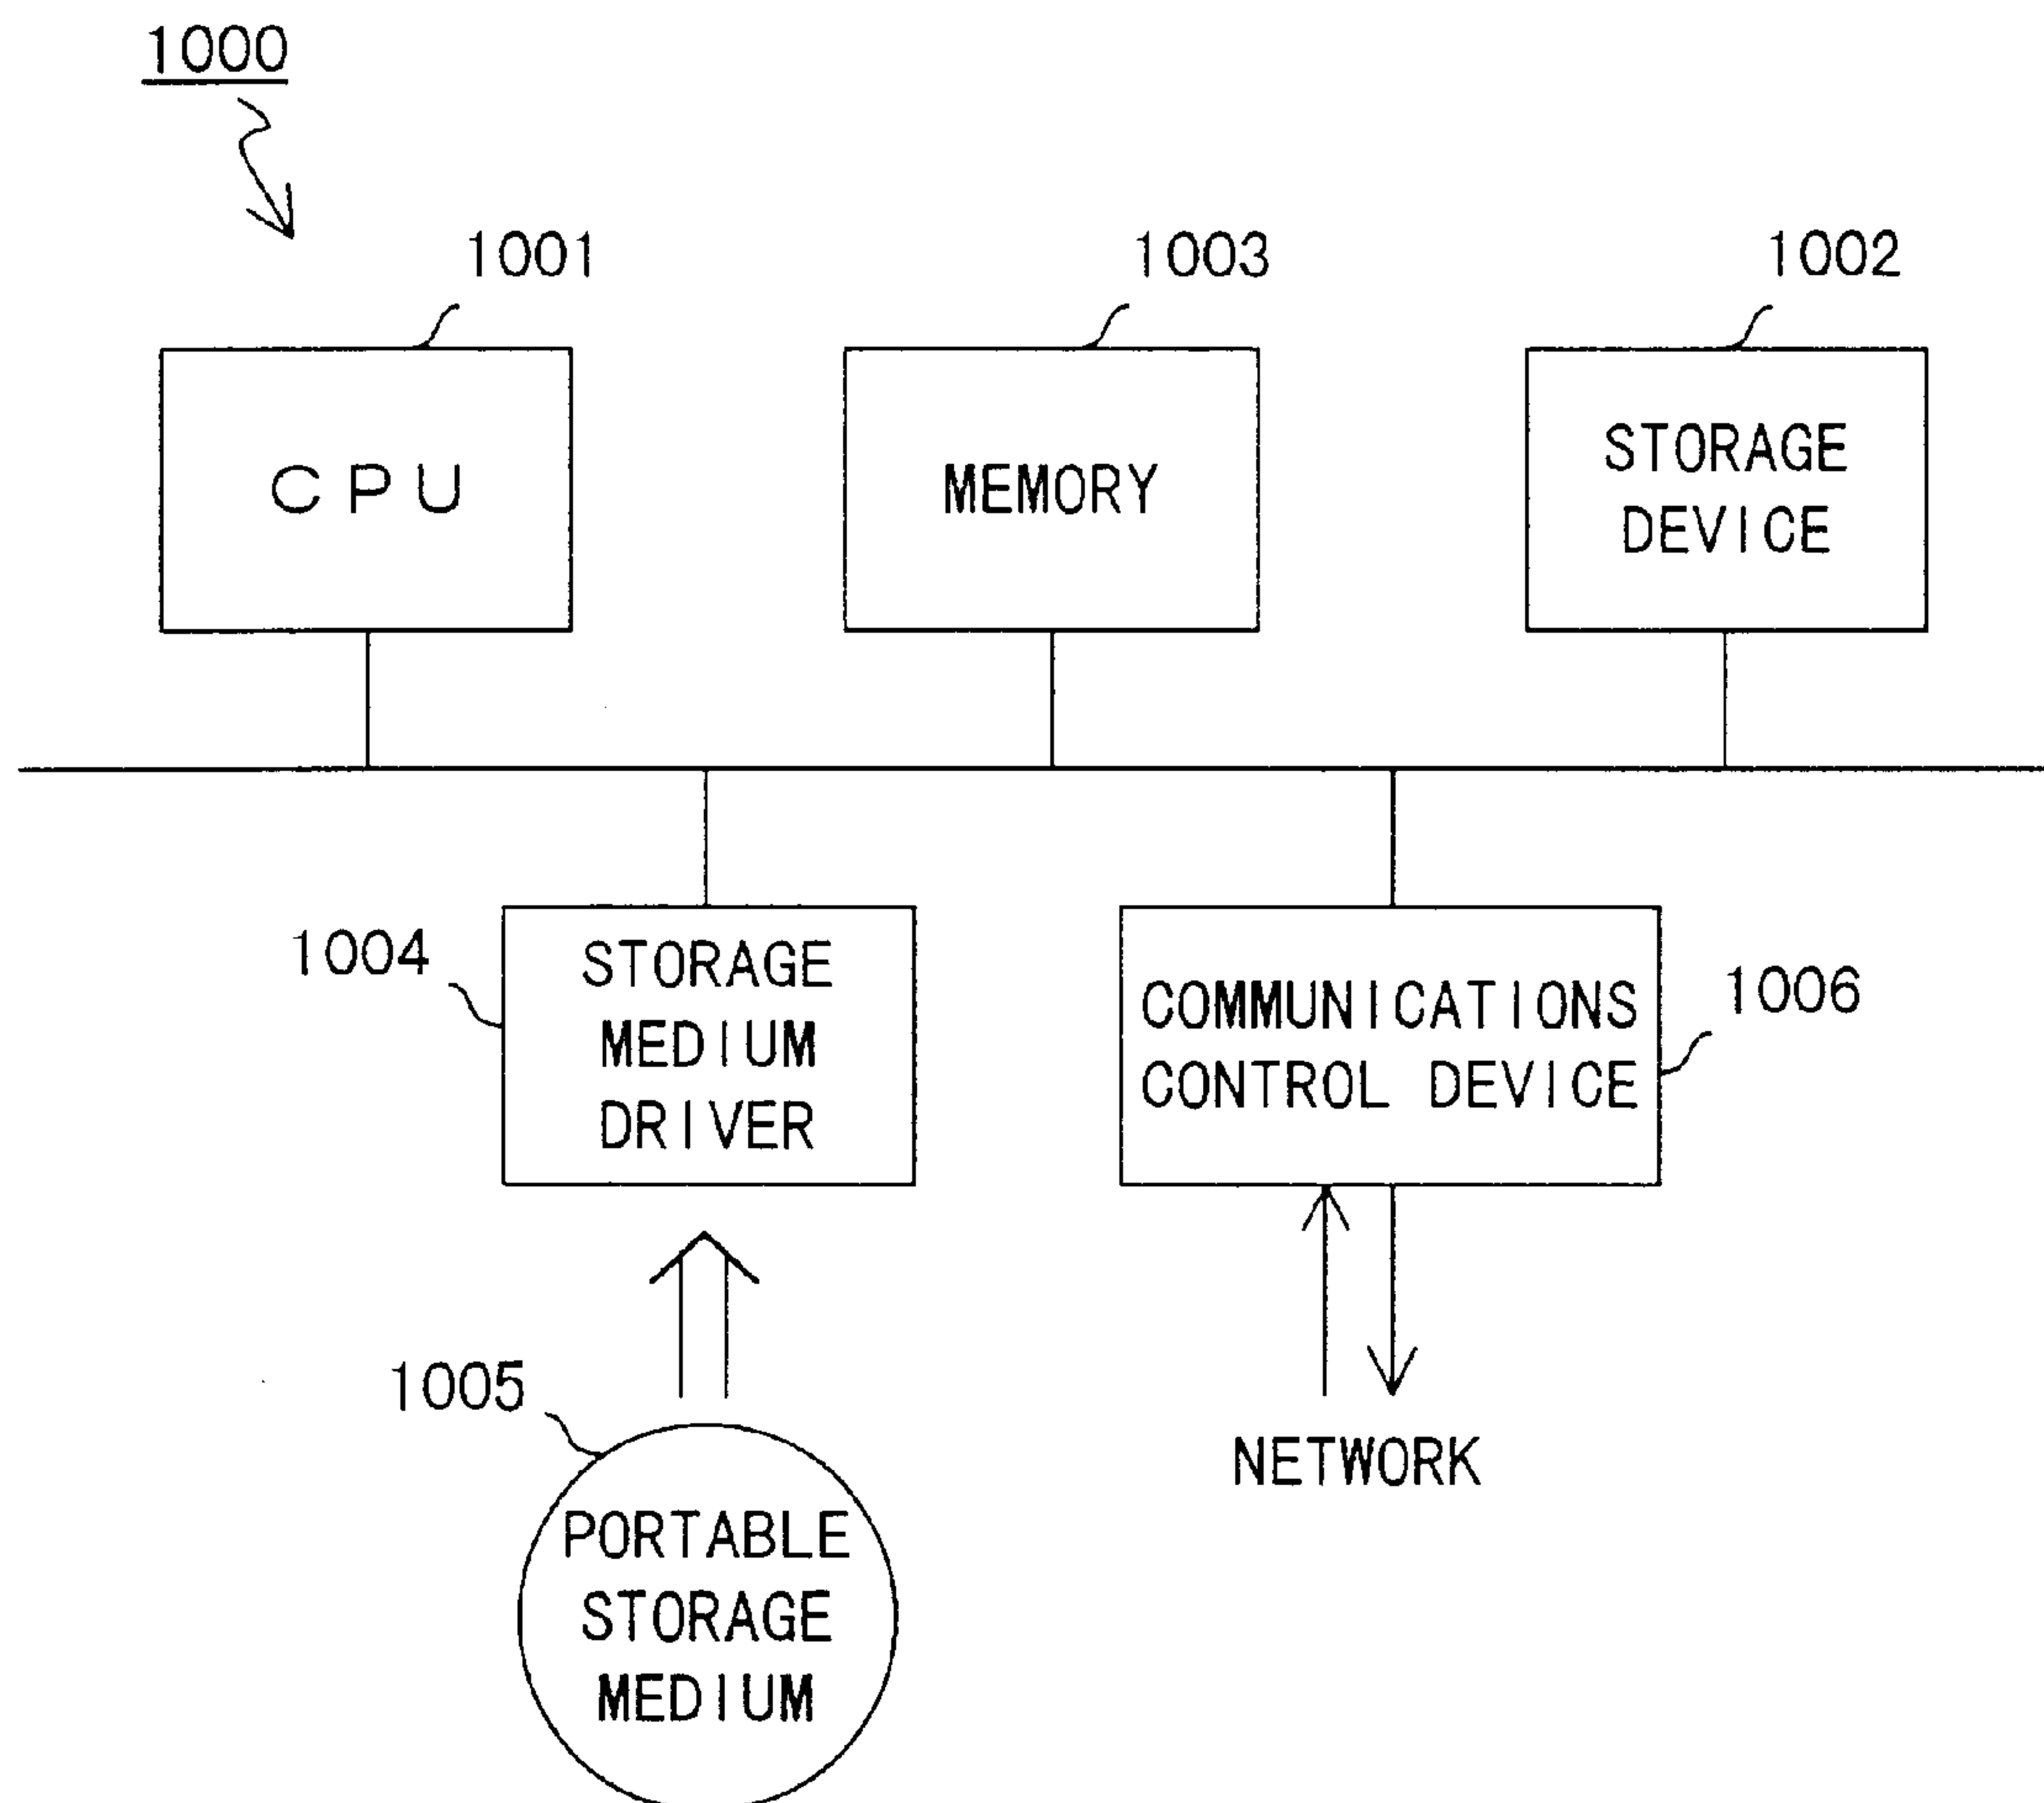 1000
1001
1003
1002
CPU
MEMORY
STORAGE
DEVICE
1004
STORAGE
MEDIUM
DRIVER
COMMUNICATIONS
CONTROL DEVICE
1006
1005
PORTABLE
STORAGE
MEDIUM
NETWORK